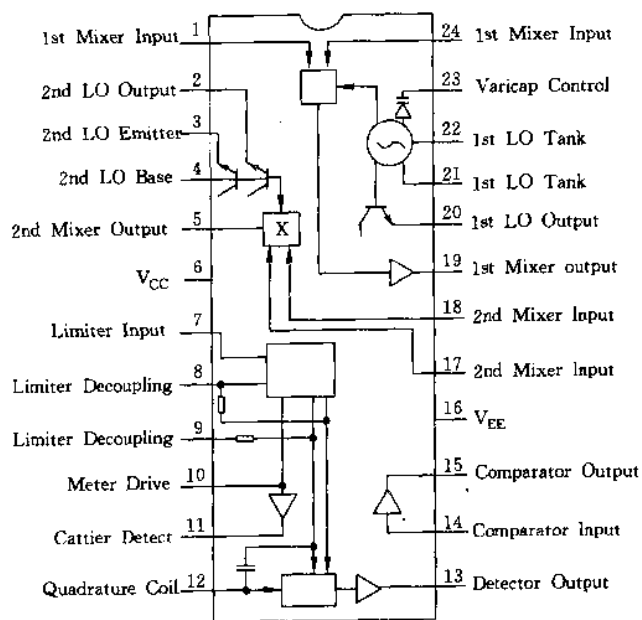 1st Mixer Input 1
2nd LO Output 2
2nd LO Emitter 3
2nd LO Base 4
2nd Mixer Output 5
VCC 6
Limiter Input 7
Limiter Decoupling 8
Limiter Decoupling 9
Meter Drive 10
Cattier Detect 11
Quadrature Coil 12
X
24 1st Mixer Input
23 Varicap Control
22 1st LO Tank
21 1st LO Tank
20 1st LO Output
19 1st Mixer output
18 2nd Mixer Input
17 2nd Mixer Input
16 VEE
15 Comparator Output
14 Comparator Input
13 Detector Output